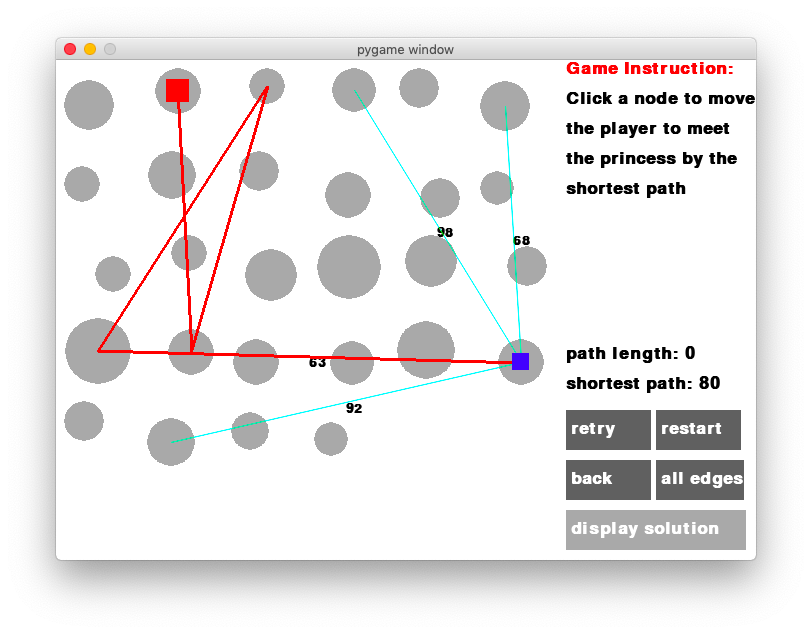 pygame window
Game Instruction:
Click a node to move
the player to meet
the princess by the
shortest path
98
68
63
92
path length: 0
shortest path: 80
retry
restart
back
all edges
display solution